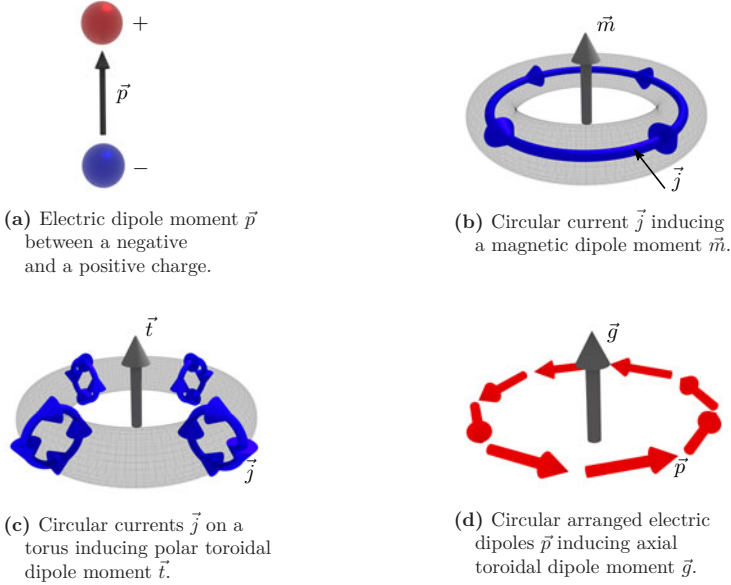 +
p⃗
−
(a) Electric dipole moment p⃗
between a negative
and a positive charge.
m⃗
j⃗
(b) Circular current j⃗ inducing
a magnetic dipole moment m⃗.
t⃗
j⃗
(c) Circular currents j⃗ on a
torus inducing polar toroidal
dipole moment t⃗.
g⃗
p⃗
(d) Circular arranged electric
dipoles p⃗ inducing axial
toroidal dipole moment g⃗.